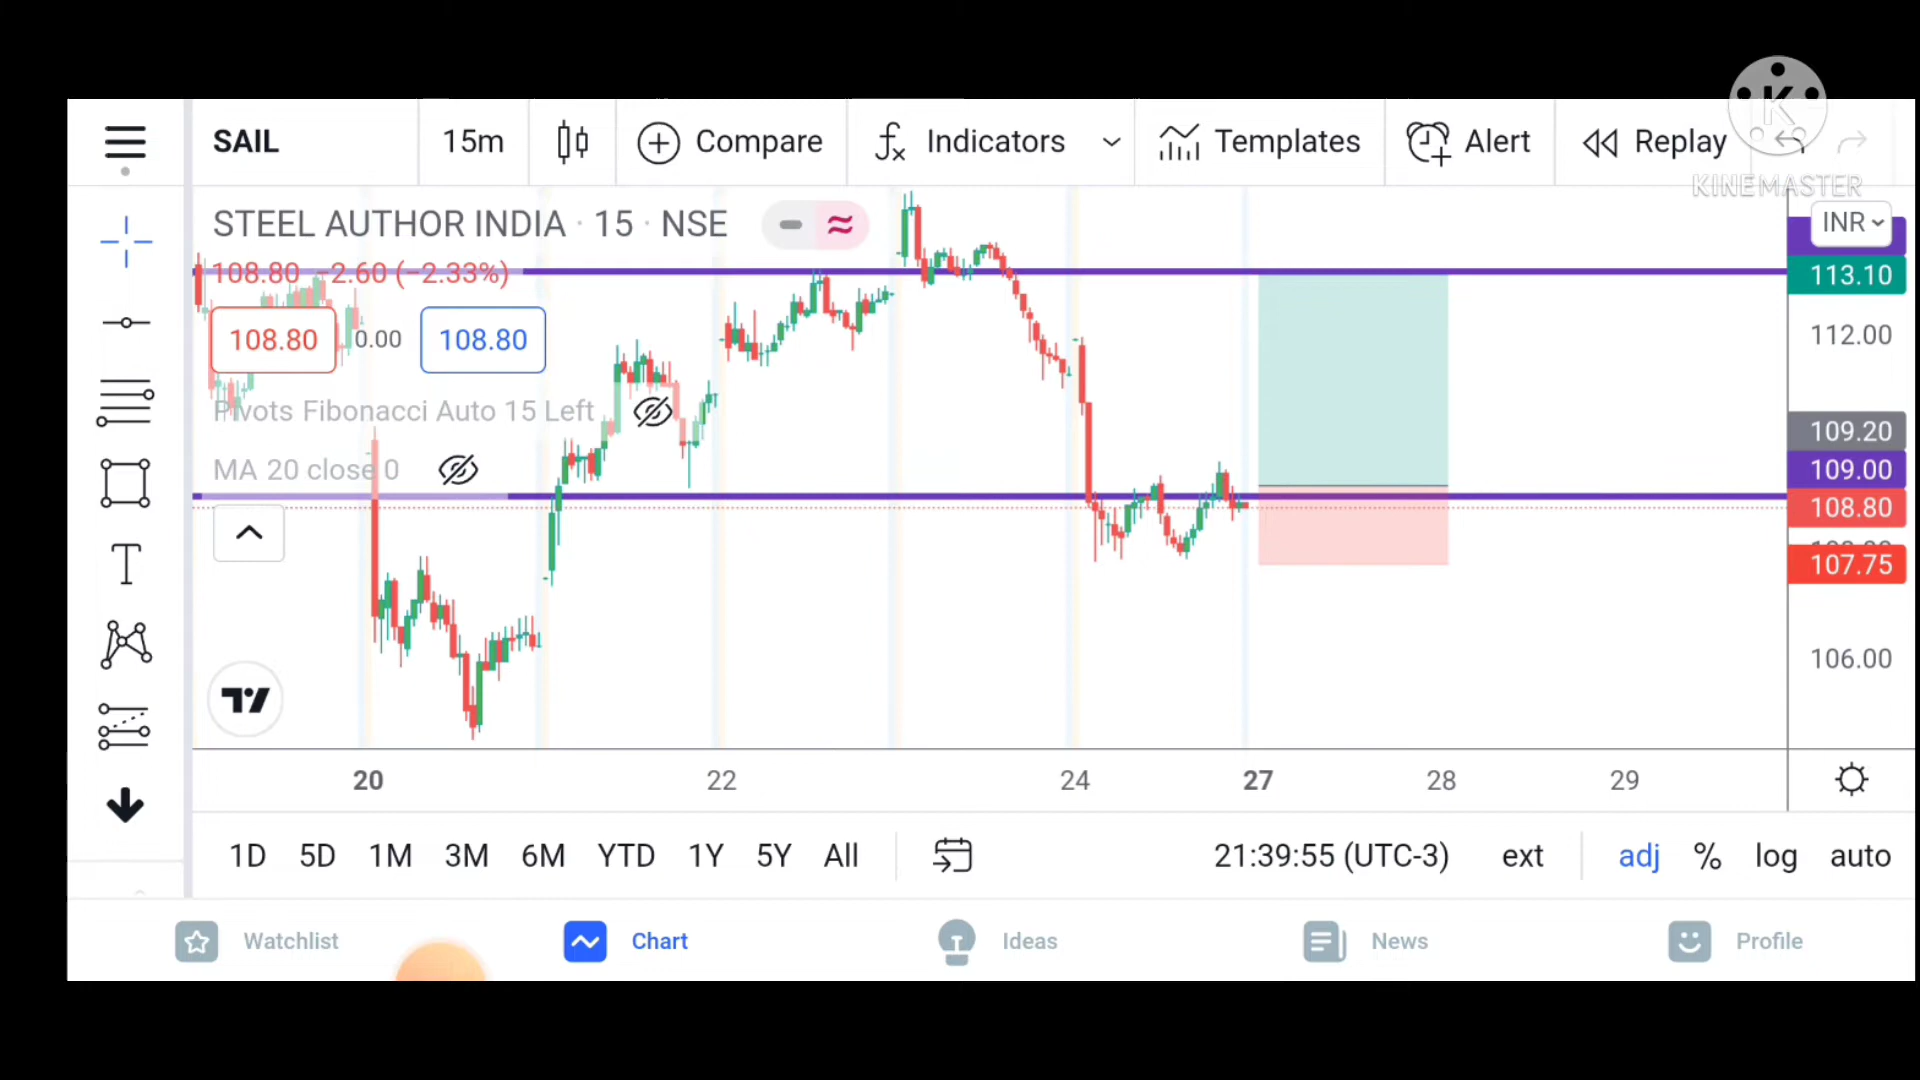 K
SAIL 15m Compare Indicators Templates Alert Replay
KINEMASTER
STEEL AUTHOR INDIA · 15 · NSE
INR
108.80 −2.60 (−2.33%)
113.10
108.80 0.00 108.80
112.00
Pivots Fibonacci Auto 15 Left
109.20
MA 20 close 0
109.00
108.80
107.75
T
106.00
20 22 24 27 28 29
1D 5D 1M 3M 6M YTD 1Y 5Y All 21:39:55 (UTC-3) ext adj % log auto
Watchlist Chart Ideas News Profile